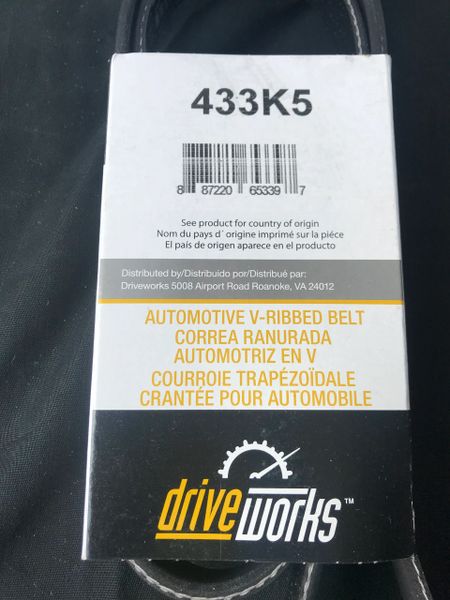 433K5
8 87220 65339 7
See product for country of origin
Nom du pays d´ origine imprimé sur la piéce
El país de origen aparece en el producto
Distributed by/Distribuido por/Distribué par:
Driveworks 5008 Airport Road Roanoke, VA 24012
AUTOMOTIVE V-RIBBED BELT
CORREA RANURADA
AUTOMOTRIZ EN V
COURROIE TRAPÉZOÏDALE
CRANTÉE POUR AUTOMOBILE
driveworks™